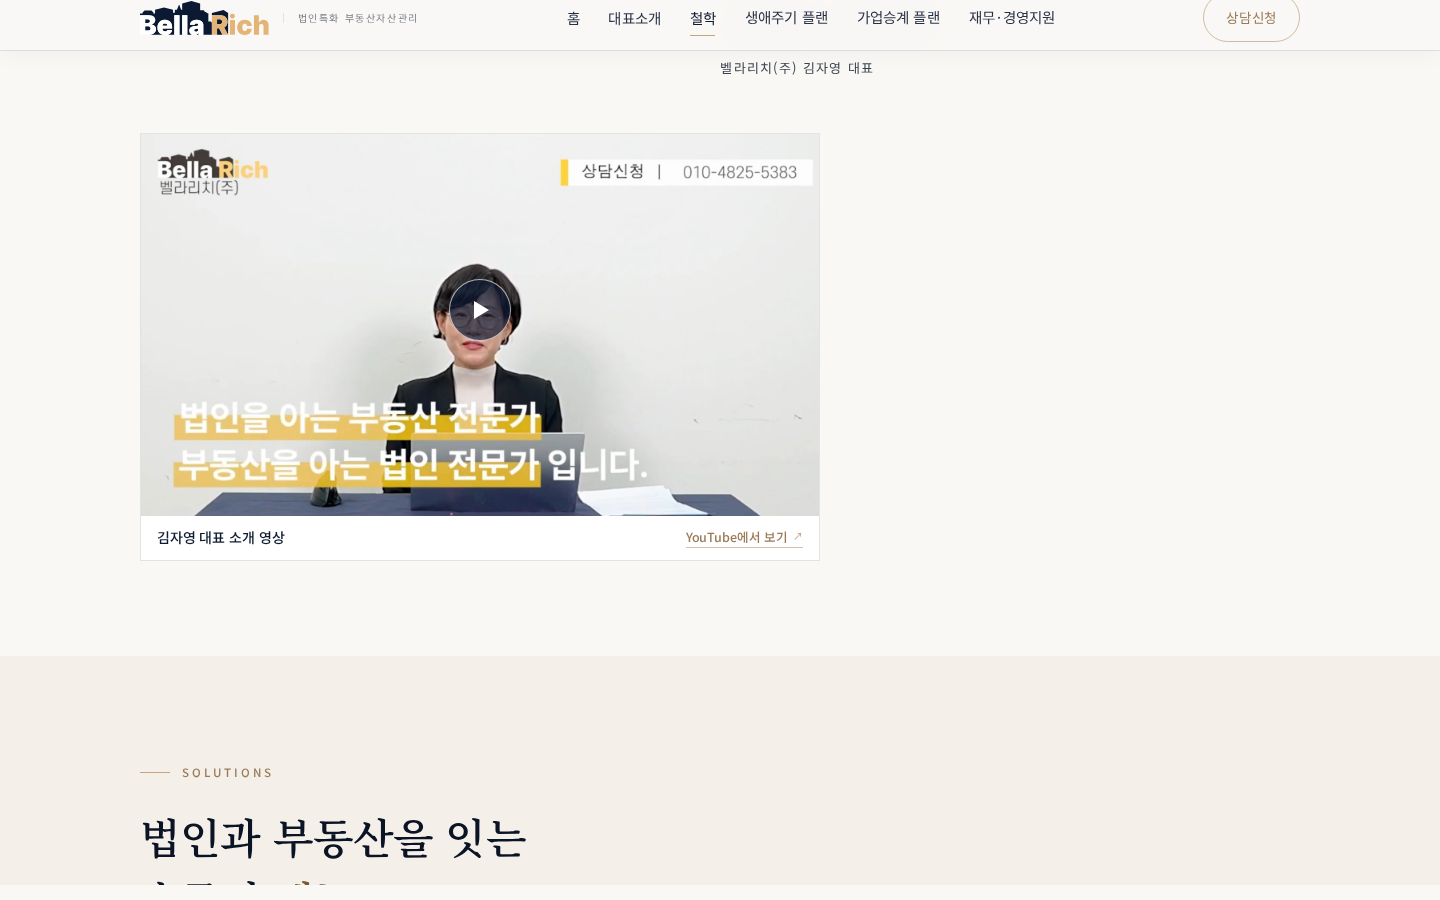 Bella Rich
법인특화 부동산자산관리
홈
대표소개
철학
생애주기 플랜
가업승계 플랜
재무·경영지원
상담신청
벨라리치(주) 김자영 대표
Bella Rich
벨라리치(주)
상담신청 | 010-4825-5383
법인을 아는 부동산 전문가
부동산을 아는 법인 전문가 입니다.
김자영 대표 소개 영상
YouTube에서 보기 ↗
SOLUTIONS
법인과 부동산을 잇는